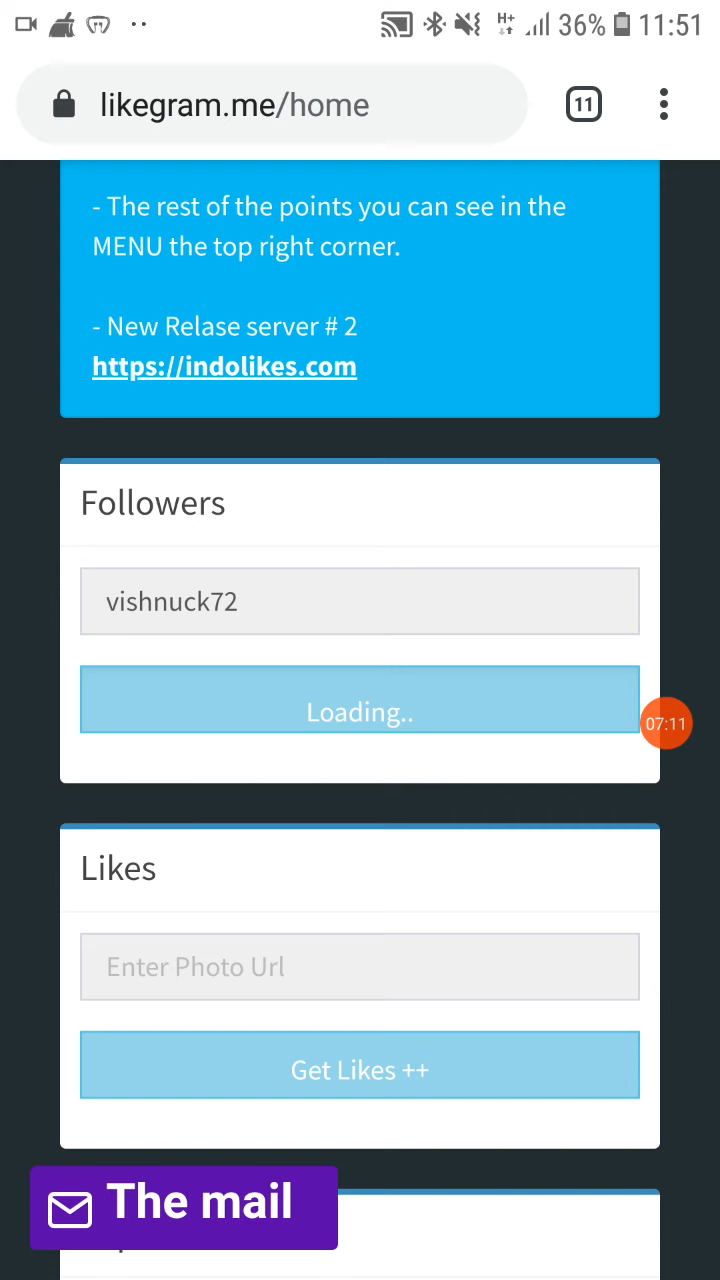 H+ 36% 11:51
likegram.me/home 11
- The rest of the points you can see in the
MENU the top right corner.
- New Relase server # 2
https://indolikes.com
Followers
vishnuck72
Loading..
07:11
Likes
Enter Photo Url
Get Likes ++
The mail